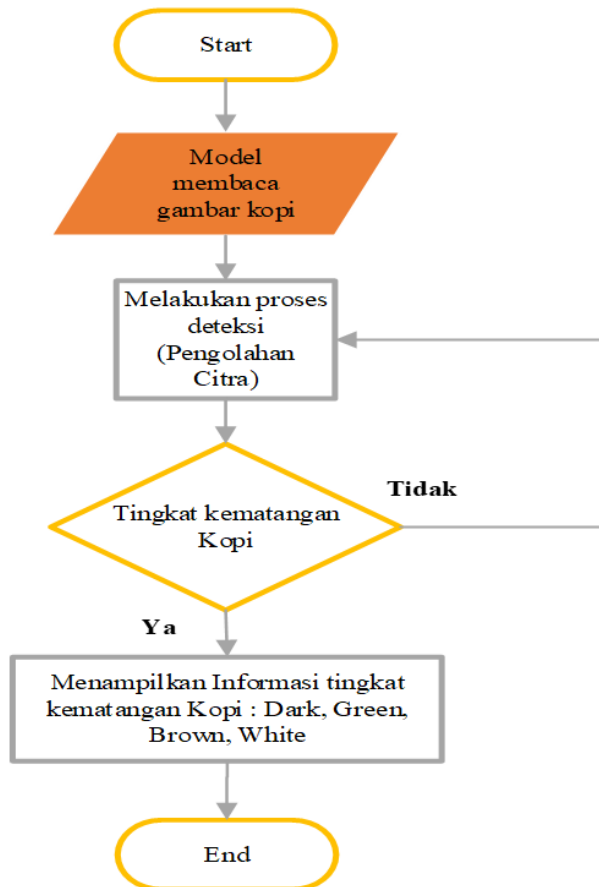 Start
Model
membaca
gambar kopi
Melakukan proses
deteksi
(Pengolahan
Citra)
Tingkat kematangan
Kopi
Tidak
Ya
Menampilkan Informasi tingkat
kematangan Kopi : Dark, Green,
Brown, White
End